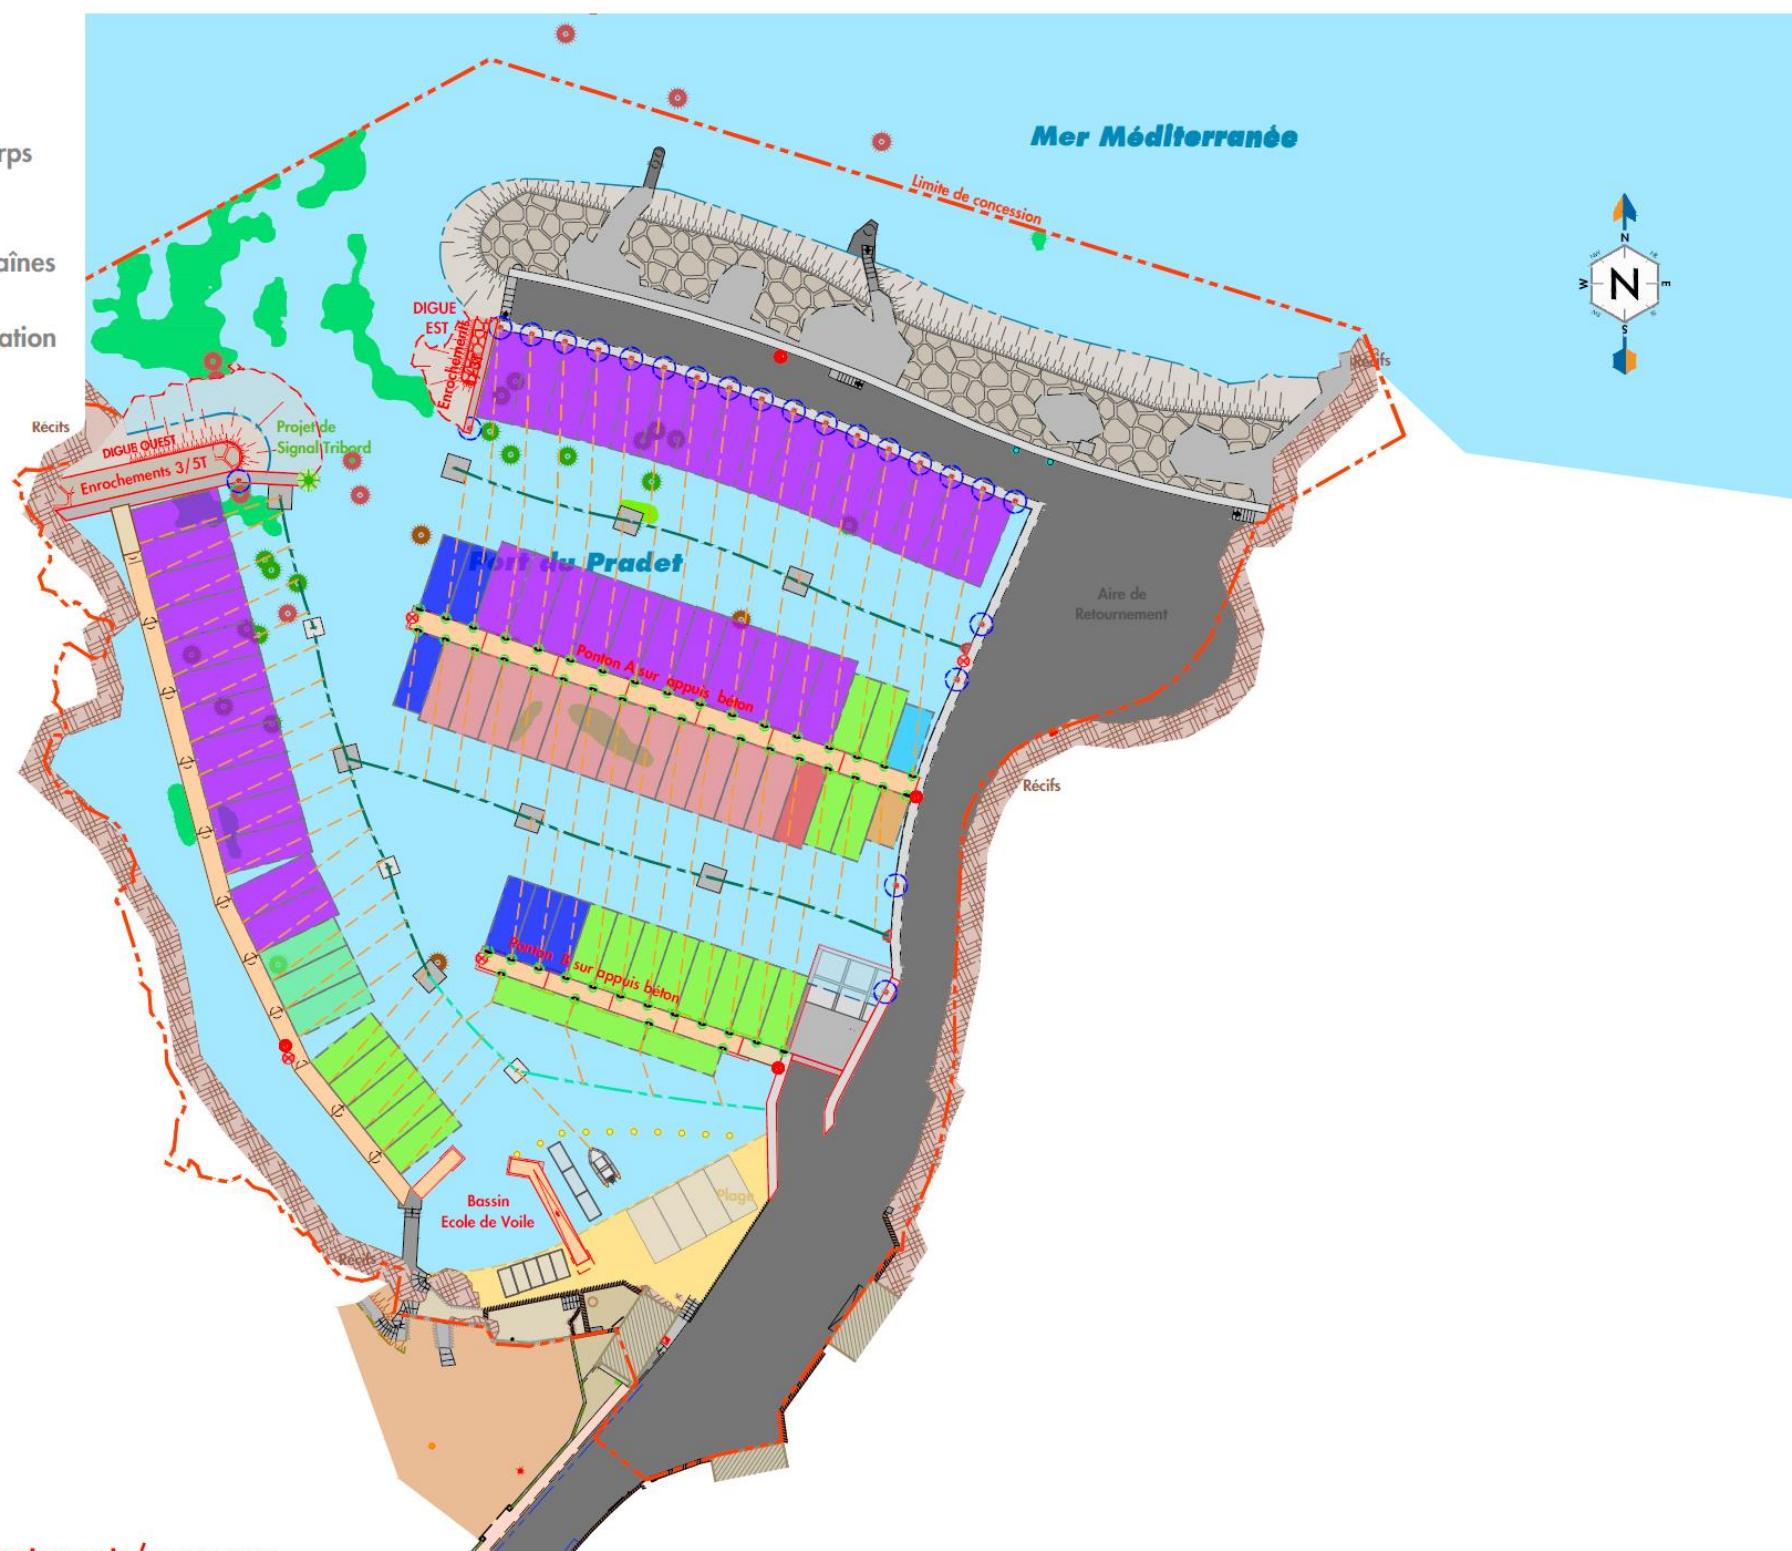 Mer Méditerranée
rps
Limite de concession
aînes
N
N
W
E
S
DIGUE
EST
Enrochements
ation
Récifs
Récits
Projet de
Signal Tribord
DIGUE OUEST
Enrochements 3/5T
Port du Pradet
Aire de
Retournement
Ponton A sur appuis béton
Récifs
Ponton B sur appuis béton
Plage
Bassin
Ecole de Voile
Récifs